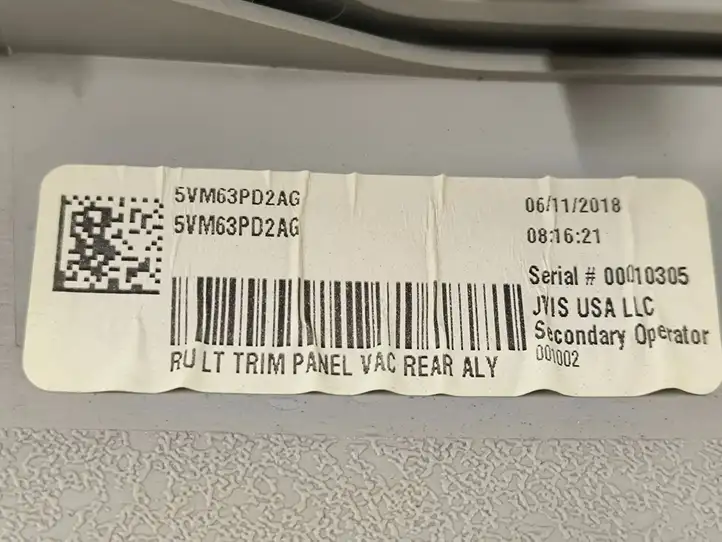 5VM63PD2AG
5VM63PD2AG
RU LT TRIM PANEL VAC REAR ALY
06/11/2018
08:16:21
Serial # 00010305
JVIS USA LLC
Secondary Operator
001002